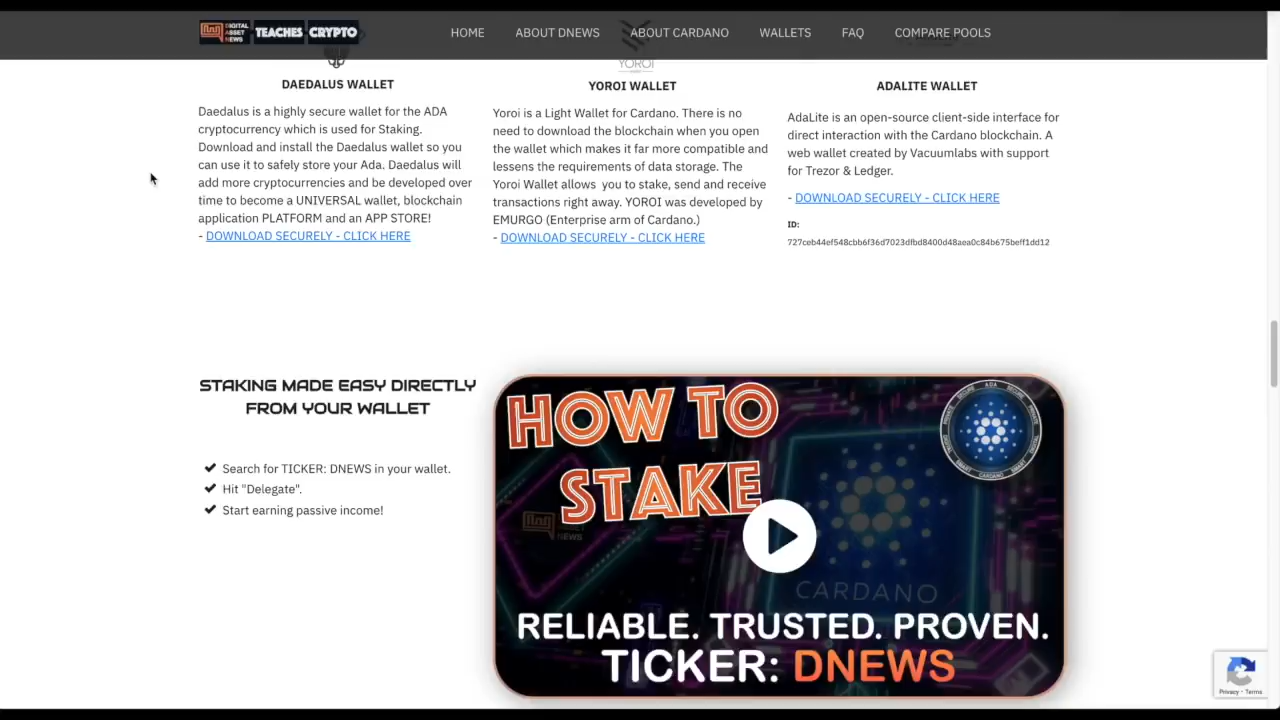 DIGITAL ASSET NEWS TEACHES CRYPTO
HOME ABOUT DNEWS ABOUT CARDANO WALLETS FAQ COMPARE POOLS
YOROI
DAEDALUS WALLET
Daedalus is a highly secure wallet for the ADA
cryptocurrency which is used for Staking.
Download and install the Daedalus wallet so you
can use it to safely store your Ada. Daedalus will
add more cryptocurrencies and be developed over
time to become a UNIVERSAL wallet, blockchain
application PLATFORM and an APP STORE!
- DOWNLOAD SECURELY - CLICK HERE
YOROI WALLET
Yoroi is a Light Wallet for Cardano. There is no
need to download the blockchain when you open
the wallet which makes it far more compatible and
lessens the requirements of data storage. The
Yoroi Wallet allows you to stake, send and receive
transactions right away. YOROI was developed by
EMURGO (Enterprise arm of Cardano.)
- DOWNLOAD SECURELY - CLICK HERE
ADALITE WALLET
AdaLite is an open-source client-side interface for
direct interaction with the Cardano blockchain. A
web wallet created by Vacuumlabs with support
for Trezor & Ledger.
- DOWNLOAD SECURELY - CLICK HERE
ID:
727ceb44ef548cbb6f36d7023dfbd8400d48aea0c84b675beff1dd12
STAKING MADE EASY DIRECTLY
FROM YOUR WALLET
Search for TICKER: DNEWS in your wallet.
Hit "Delegate".
Start earning passive income!
HOW TO
STAKE
NEWS
CARDANO
RELIABLE. TRUSTED. PROVEN.
TICKER: DNEWS
Privacy - Terms